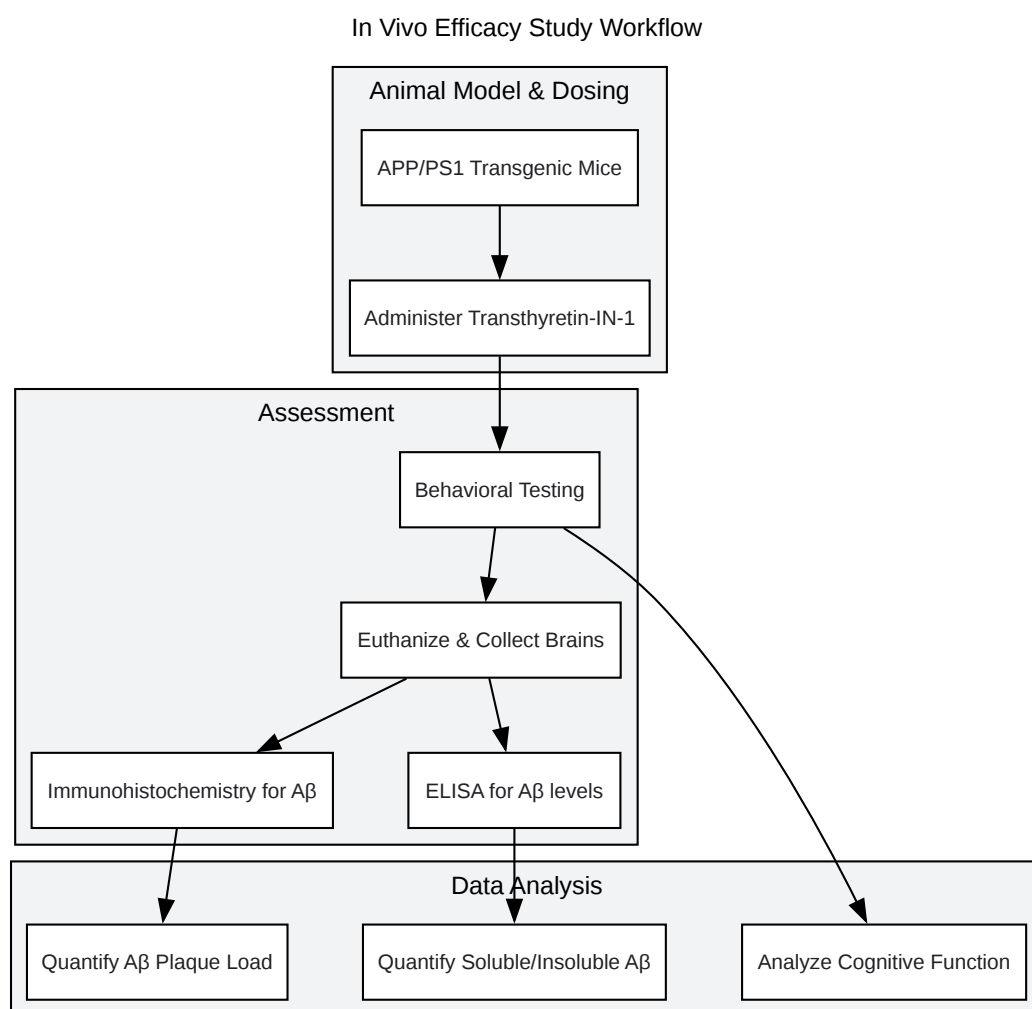 In Vivo Efficacy Study Workflow
Animal Model & Dosing
APP/PS1 Transgenic Mice
Administer Transthyretin-IN-1
Assessment
Behavioral Testing
Euthanize & Collect Brains
Immunohistochemistry for Aβ
ELISA for Aβ levels
Data Analysis
Quantify Aβ Plaque Load
Quantify Soluble/Insoluble Aβ
Analyze Cognitive Function